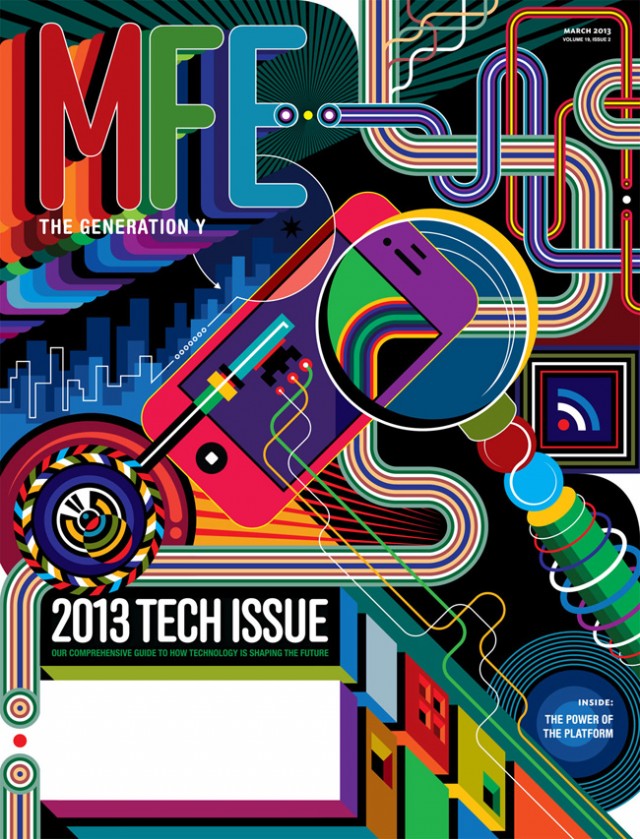 MFE
MARCH 2013
VOLUME 19, ISSUE 2
THE GENERATION Y
2013 TECH ISSUE
OUR COMPREHENSIVE GUIDE TO HOW TECHNOLOGY IS SHAPING THE FUTURE
INSIDE:
THE POWER OF
THE PLATFORM